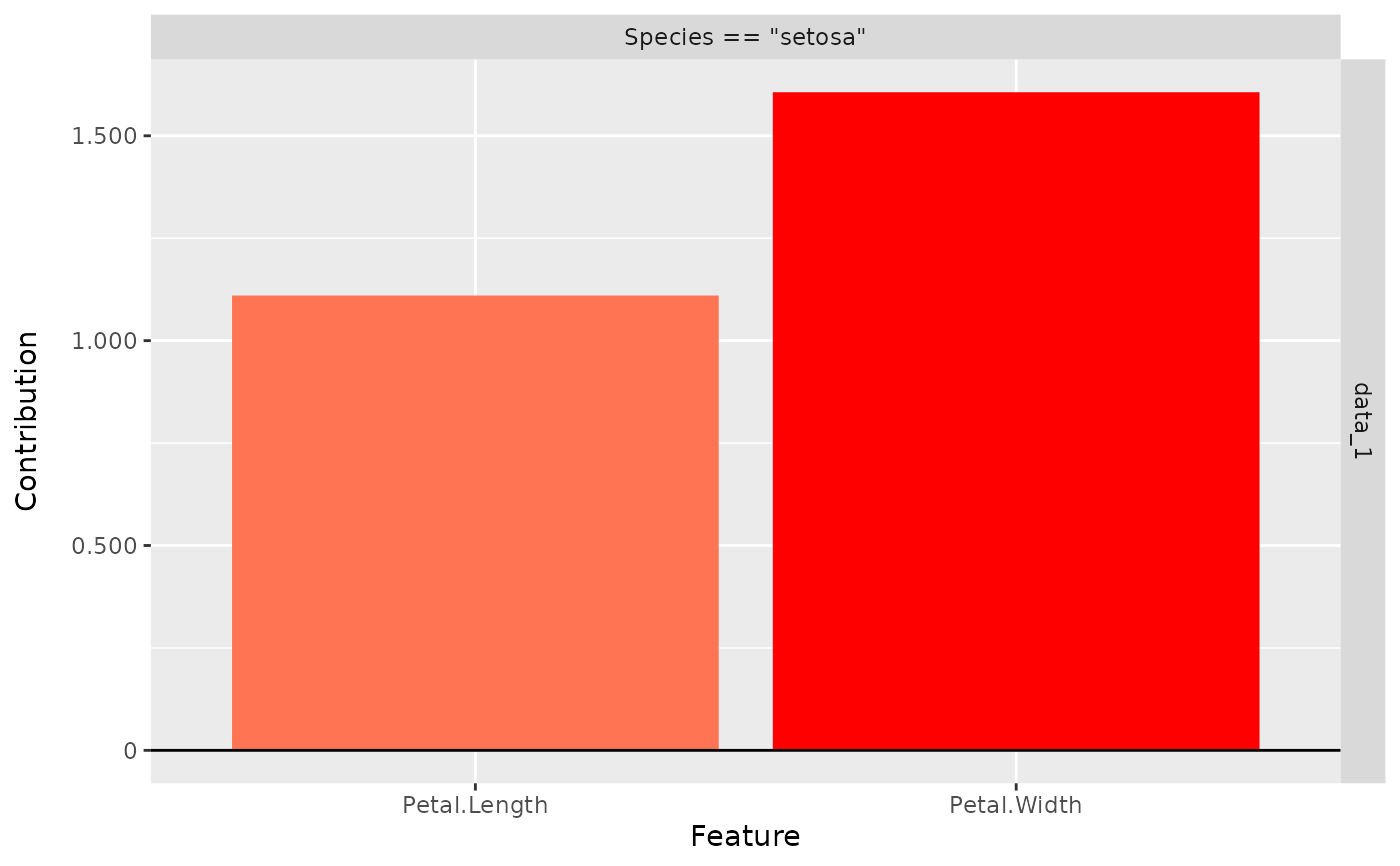 Species == "setosa"
1.500
1.000
0.500
0
Contribution
data_1
Petal.Length
Petal.Width
Feature